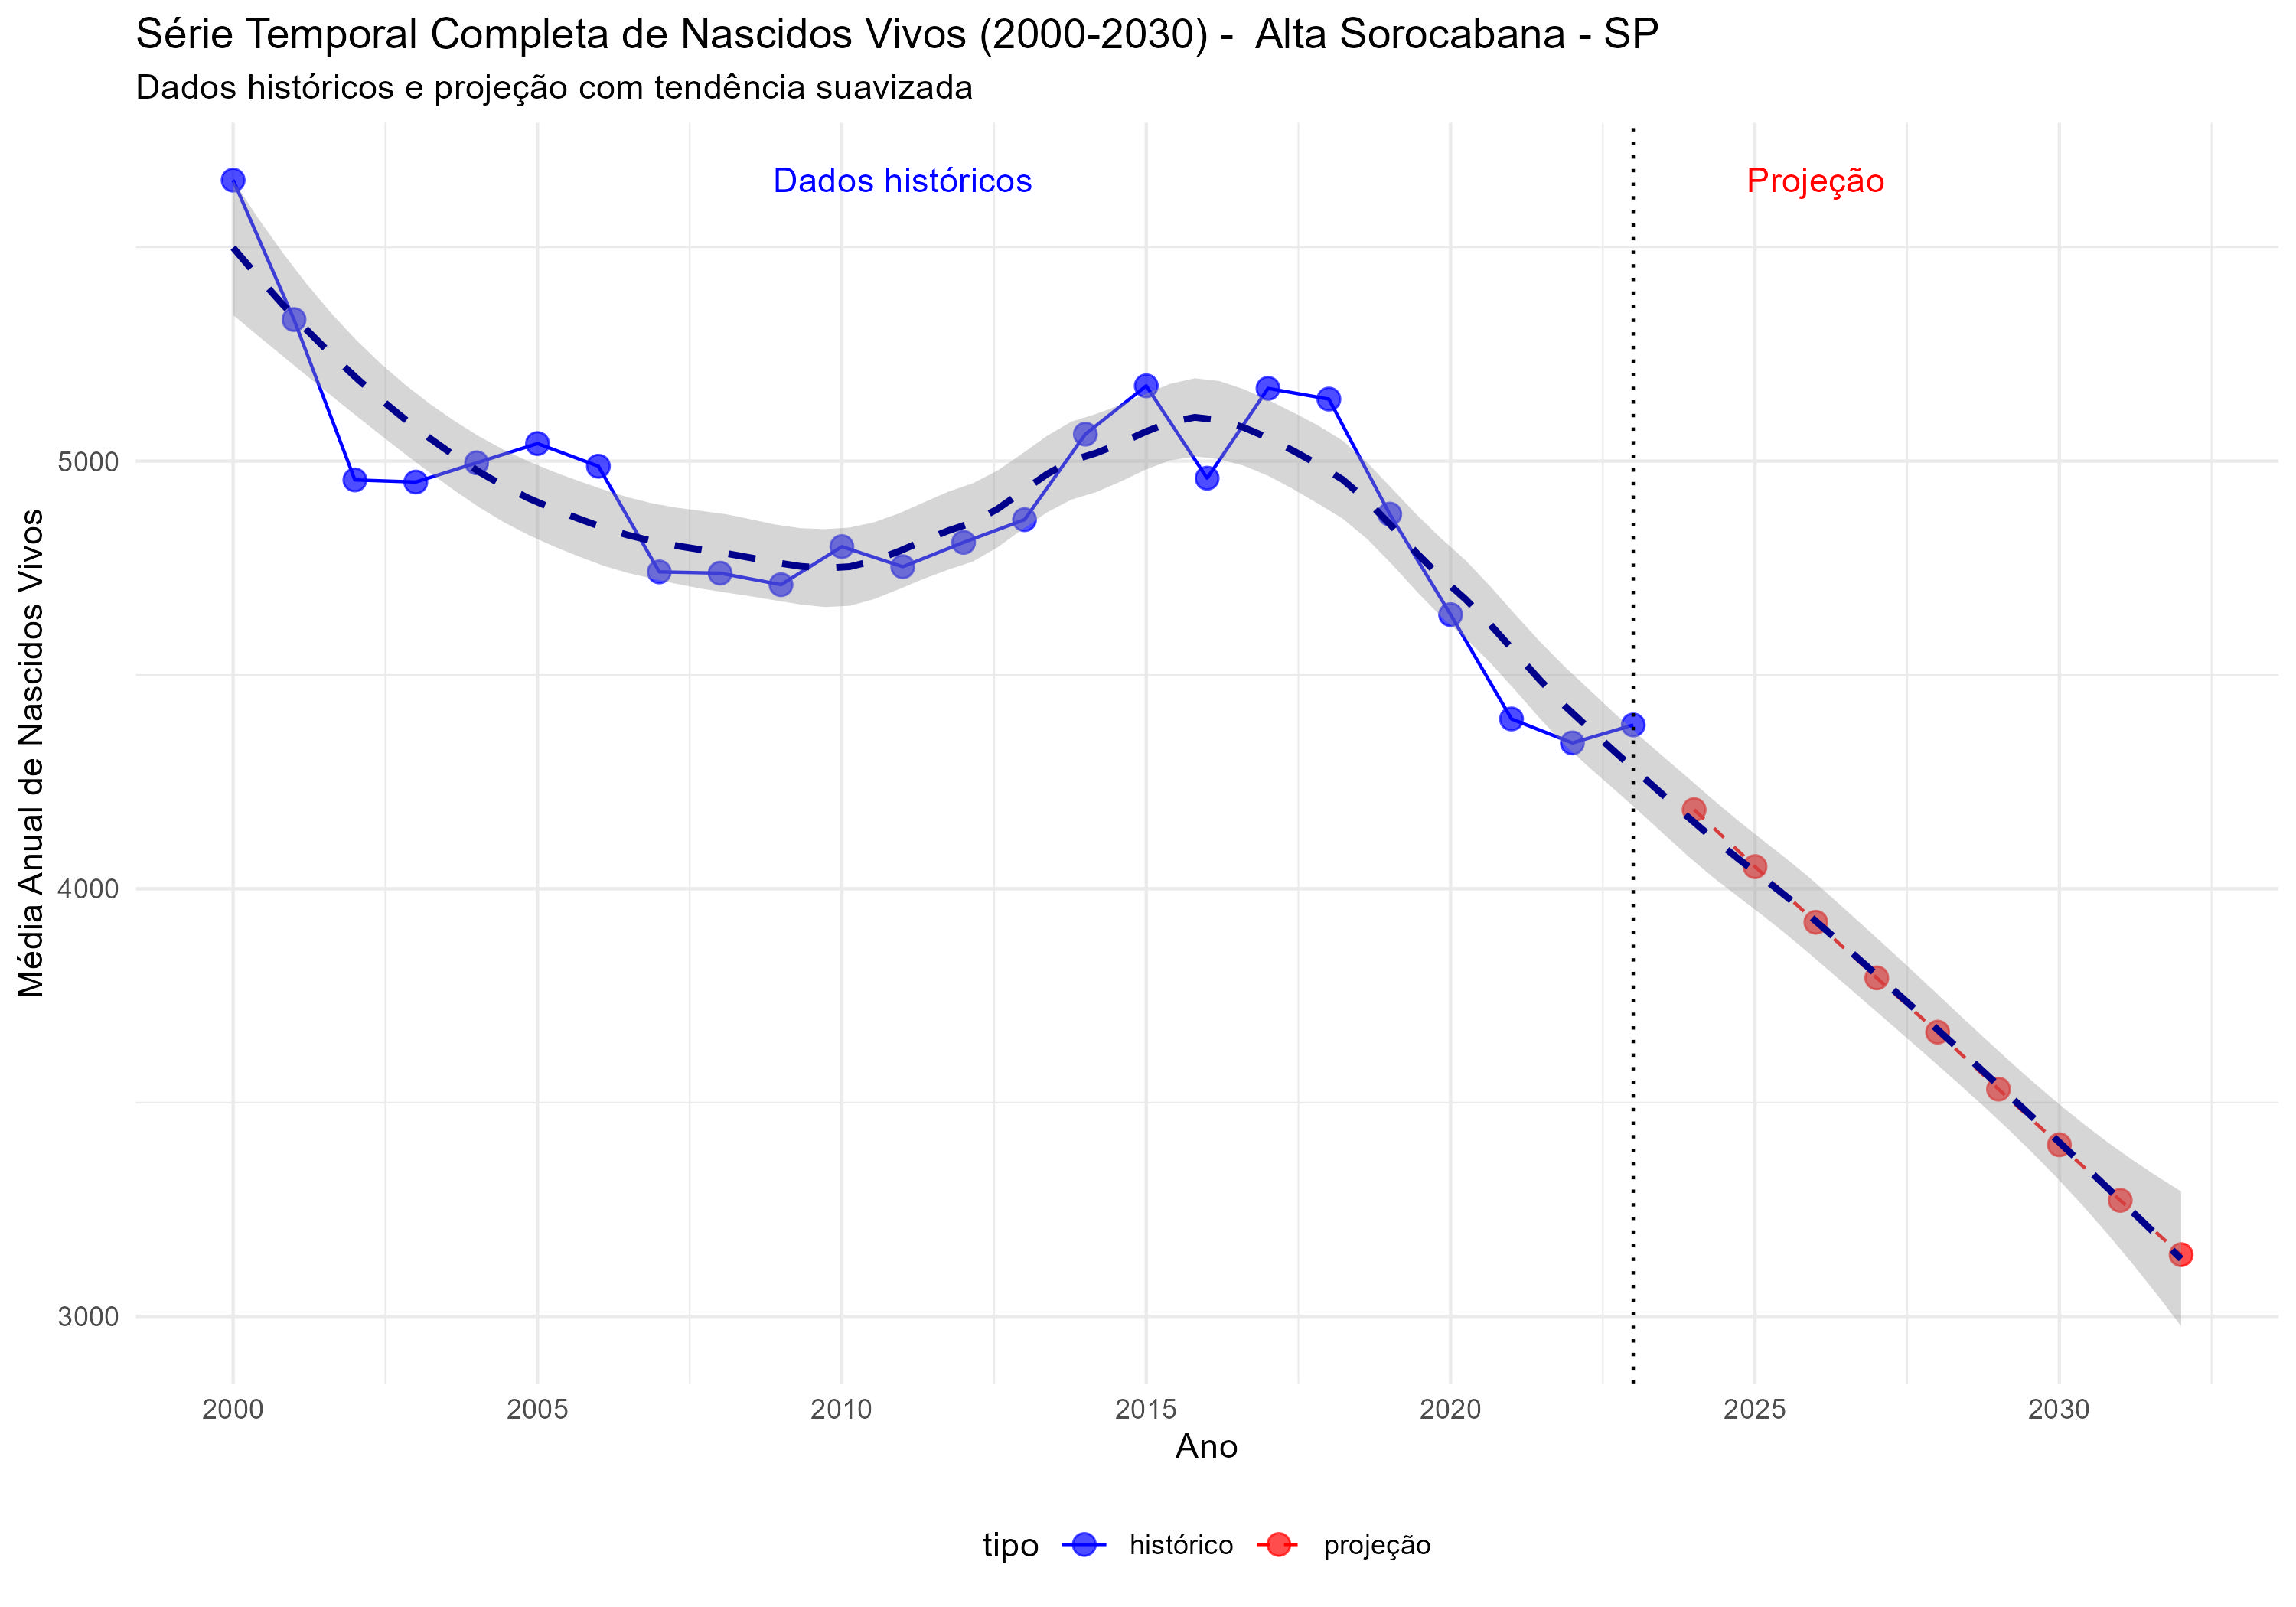 Série Temporal Completa de Nascidos Vivos (2000-2030) -  Alta Sorocabana - SP
Dados históricos e projeção com tendência suavizada
Dados históricos
Projeção
Média Anual de Nascidos Vivos
5000
4000
3000
2000
2005
2010
2015
2020
2025
2030
Ano
tipo
histórico
projeção